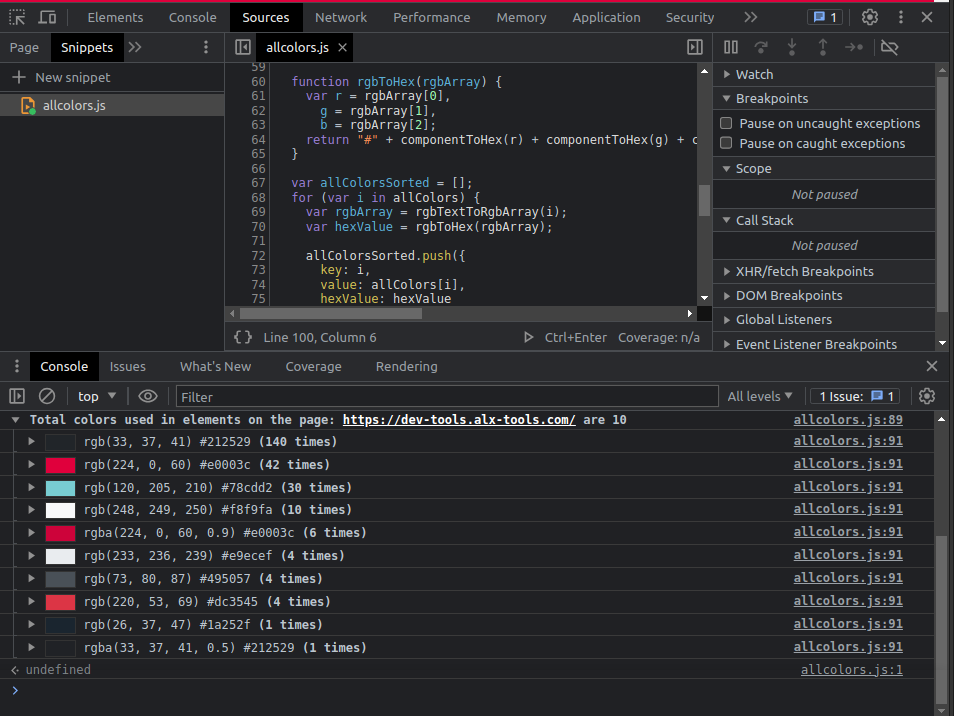 Elements Console Sources Network Performance Memory Application Security 1
Page Snippets allcolors.js
New snippet
allcolors.js
59
60 function rgbToHex(rgbArray) {
61 var r = rgbArray[0],
62 g = rgbArray[1],
63 b = rgbArray[2];
64 return "#" + componentToHex(r) + componentToHex(g) + c
65 }
66
67 var allColorsSorted = [];
68 for (var i in allColors) {
69 var rgbArray = rgbTextToRgbArray(i);
70 var hexValue = rgbToHex(rgbArray);
71
72 allColorsSorted.push({
73 key: i,
74 value: allColors[i],
75 hexValue: hexValue
{ } Line 100, Column 6 Ctrl+Enter Coverage: n/a
Watch
Breakpoints
Pause on uncaught exceptions
Pause on caught exceptions
Scope
Not paused
Call Stack
Not paused
XHR/fetch Breakpoints
DOM Breakpoints
Global Listeners
Event Listener Breakpoints
Console Issues What's New Coverage Rendering
top Filter All levels 1 Issue: 1
Total colors used in elements on the page: https://dev-tools.alx-tools.com/ are 10 allcolors.js:89
rgb(33, 37, 41) #212529 (140 times) allcolors.js:91
rgb(224, 0, 60) #e0003c (42 times) allcolors.js:91
rgb(120, 205, 210) #78cdd2 (30 times) allcolors.js:91
rgb(248, 249, 250) #f8f9fa (10 times) allcolors.js:91
rgba(224, 0, 60, 0.9) #e0003c (6 times) allcolors.js:91
rgb(233, 236, 239) #e9ecef (4 times) allcolors.js:91
rgb(73, 80, 87) #495057 (4 times) allcolors.js:91
rgb(220, 53, 69) #dc3545 (4 times) allcolors.js:91
rgb(26, 37, 47) #1a252f (1 times) allcolors.js:91
rgba(33, 37, 41, 0.5) #212529 (1 times) allcolors.js:91
undefined allcolors.js:1